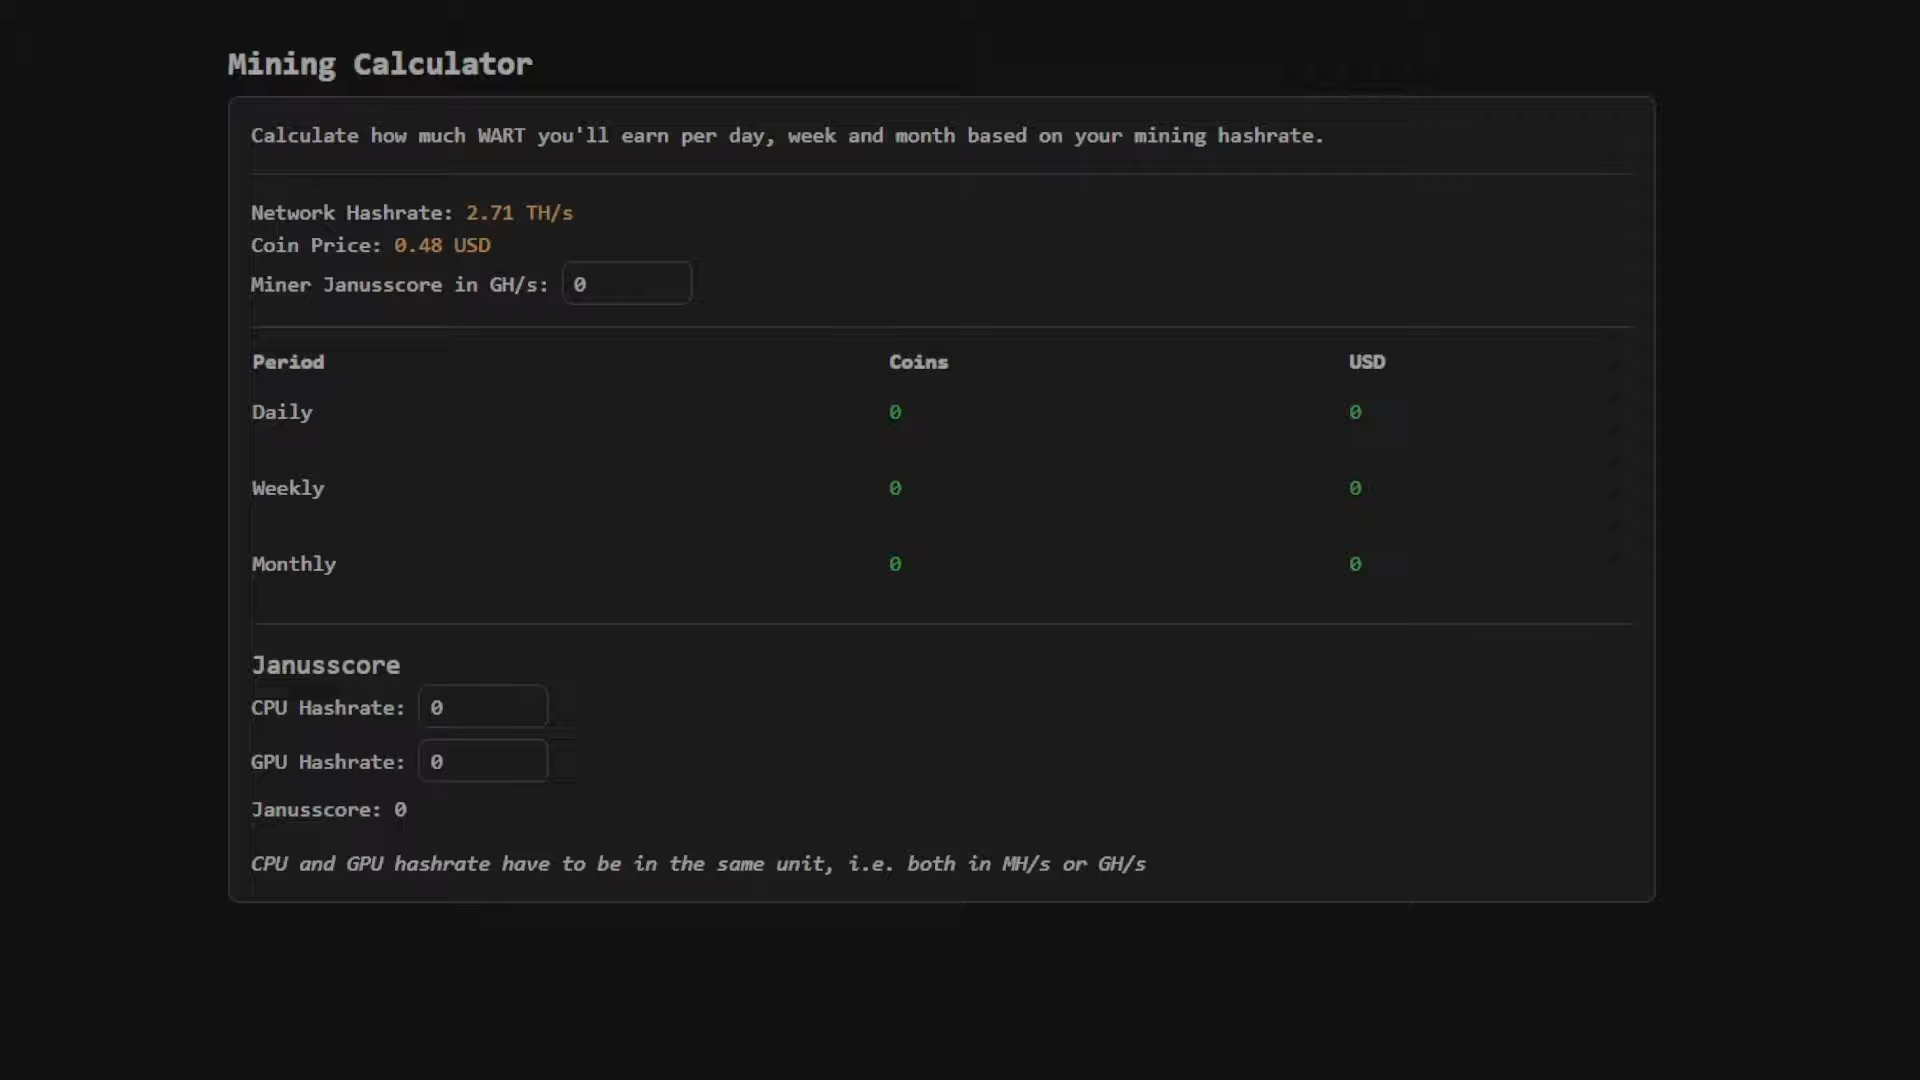 Mining Calculator
Calculate how much WART you'll earn per day, week and month based on your mining hashrate.
Network Hashrate: 2.71 TH/s
Coin Price: 0.48 USD
Miner Janusscore in GH/s: 0
Period Coins USD
Daily 0 0
Weekly 0 0
Monthly 0 0
Janusscore
CPU Hashrate: 0
GPU Hashrate: 0
Janusscore: 0
CPU and GPU hashrate have to be in the same unit, i.e. both in MH/s or GH/s